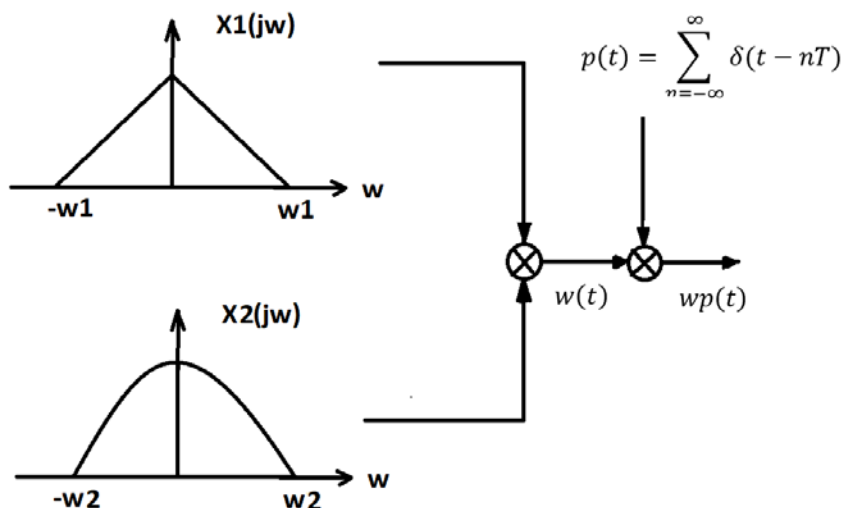 X1(jw)
-w1
w1
w
p(t) = ∑ δ(t − nT)
∞
n=−∞
w(t)
wp(t)
X2(jw)
-w2
w2
w